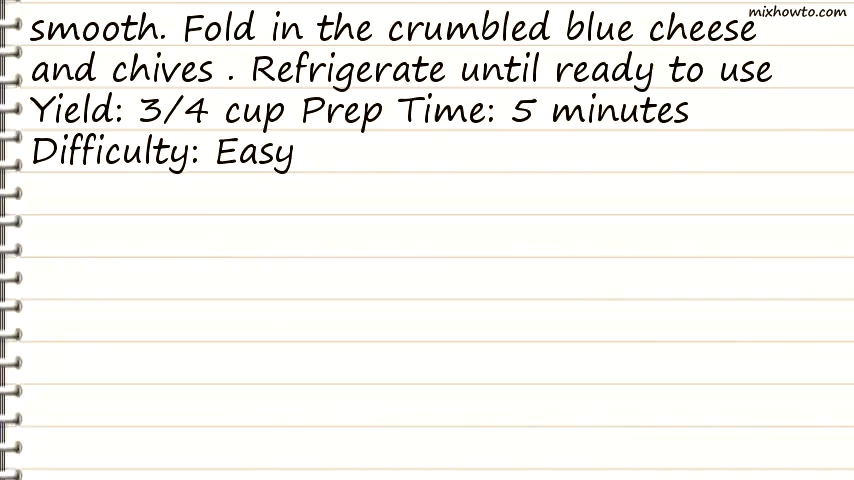 mixhowto.com
smooth. Fold in the crumbled blue cheese
and chives . Refrigerate until ready to use
Yield: 3/4 cup Prep Time: 5 minutes
Difficulty: Easy